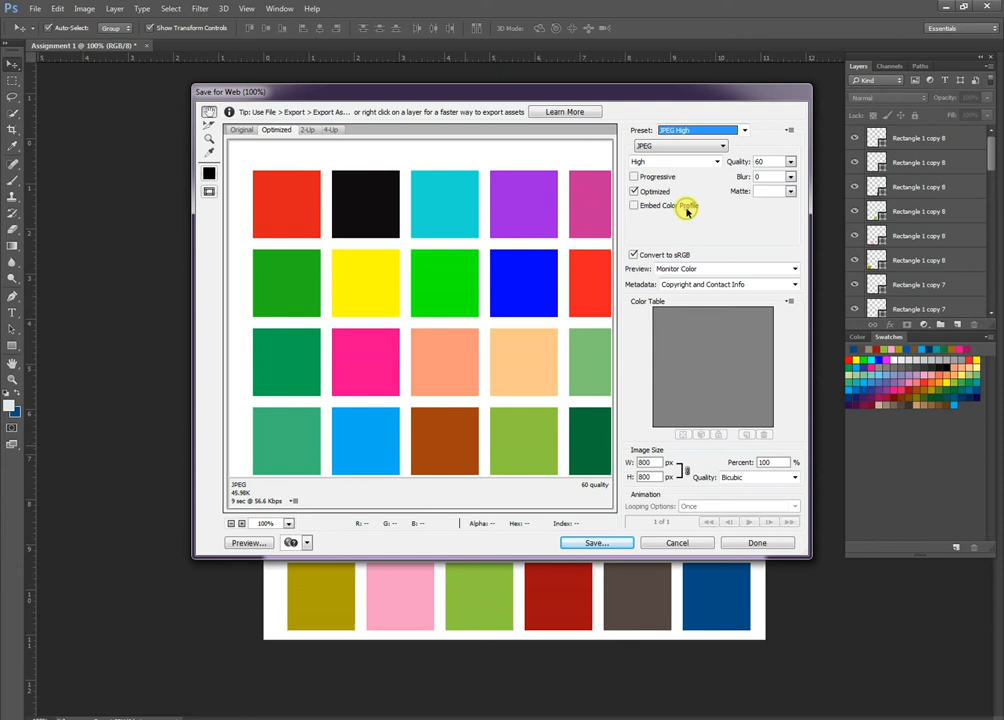 Ps File Edit Image Layer Type Select Filter 3D View Window Help
Auto-Select: Group Show Transform Controls 3D Mode: Essentials
Assignment 1 @ 100% (RGB/8) * ×
Layers Channels Paths
Kind
Normal Opacity: 100%
Lock: Fill: 100%
Rectangle 1 copy 8
Rectangle 1 copy 8
Rectangle 1 copy 8
Rectangle 1 copy 8
Rectangle 1 copy 8
Rectangle 1 copy 8
Rectangle 1 copy 7
Rectangle 1 copy 7
Color Swatches
Save for Web (100%)
Tip: Use File > Export > Export As... or right click on a layer for a faster way to export assets Learn More
Original Optimized 2-Up 4-Up
Preset: JPEG High
JPEG
High Quality: 60
Progressive Blur: 0
Optimized Matte:
Embed Color Profile
Convert to sRGB
Preview: Monitor Color
Metadata: Copyright and Contact Info
Color Table
Image Size
W: 800 px Percent: 100 %
H: 800 px Quality: Bicubic
Animation
Looping Options: Once
1 of 1
JPEG 60 quality
45.98K
9 sec @ 56.6 Kbps
100% R: -- G: -- B: -- Alpha: -- Hex: -- Index: --
Preview... Save... Cancel Done